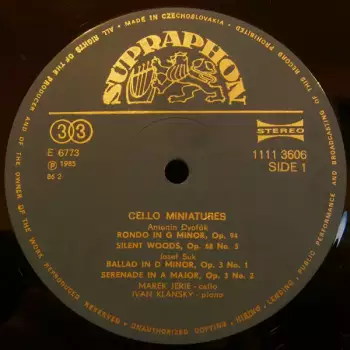 MADE IN CZECHOSLOVAKIA • ALL RIGHTS OF THE PRODUCER AND OF THE OWNER OF THE WORK REPRODUCED RESERVED • UNAUTHORIZED COPYING, HIRING, LENDING, PUBLIC PERFORMANCE AND BROADCASTING OF THIS RECORD PROHIBITED •
SUPRAPHON
33
STEREO
E 6773
1111 3606
℗ 1985
SIDE 1
86 2
CELLO MINIATURES
Antonín Dvořák
RONDO IN G MINOR, Op. 94
SILENT WOODS, Op. 68 No. 5
Josef Suk
BALLAD IN D MINOR, Op. 3 No. 1
SERENADE IN A MAJOR, Op. 3 No. 2
MAREK JERIE - cello
IVAN KLÁNSKÝ - piano